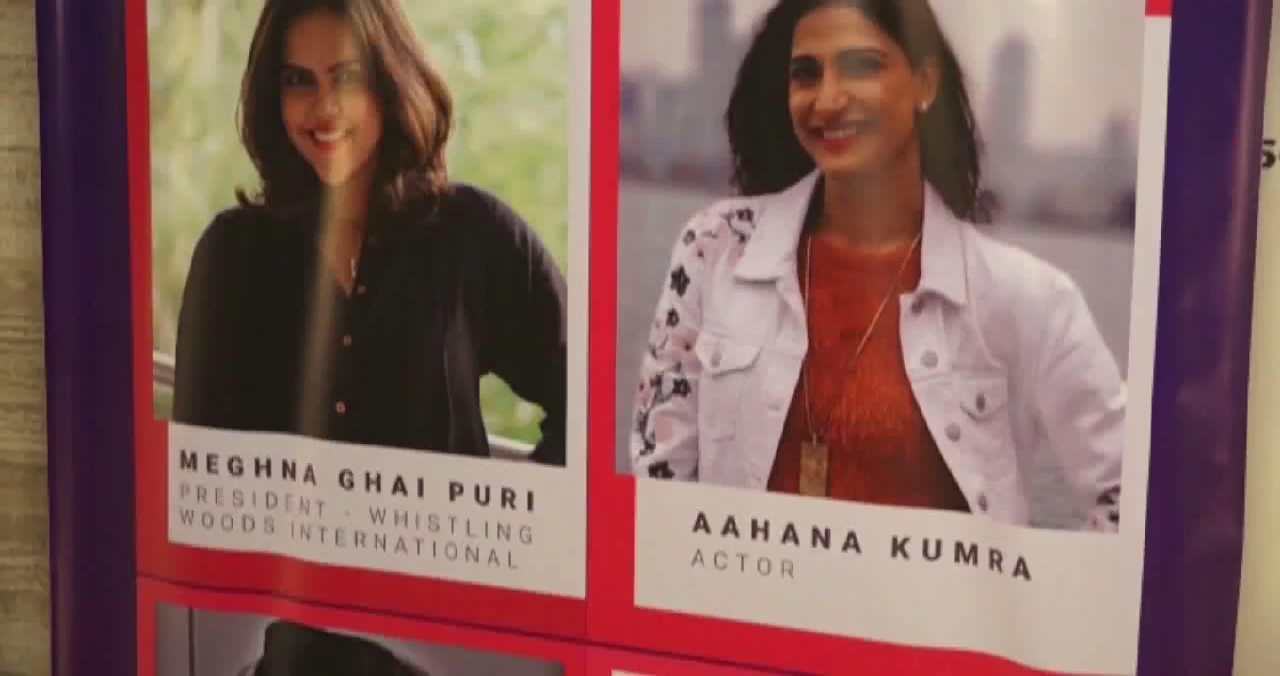 MEGHNA GHAI PURI
PRESIDENT - WHISTLING
WOODS INTERNATIONAL
AAHANA KUMRA
ACTOR